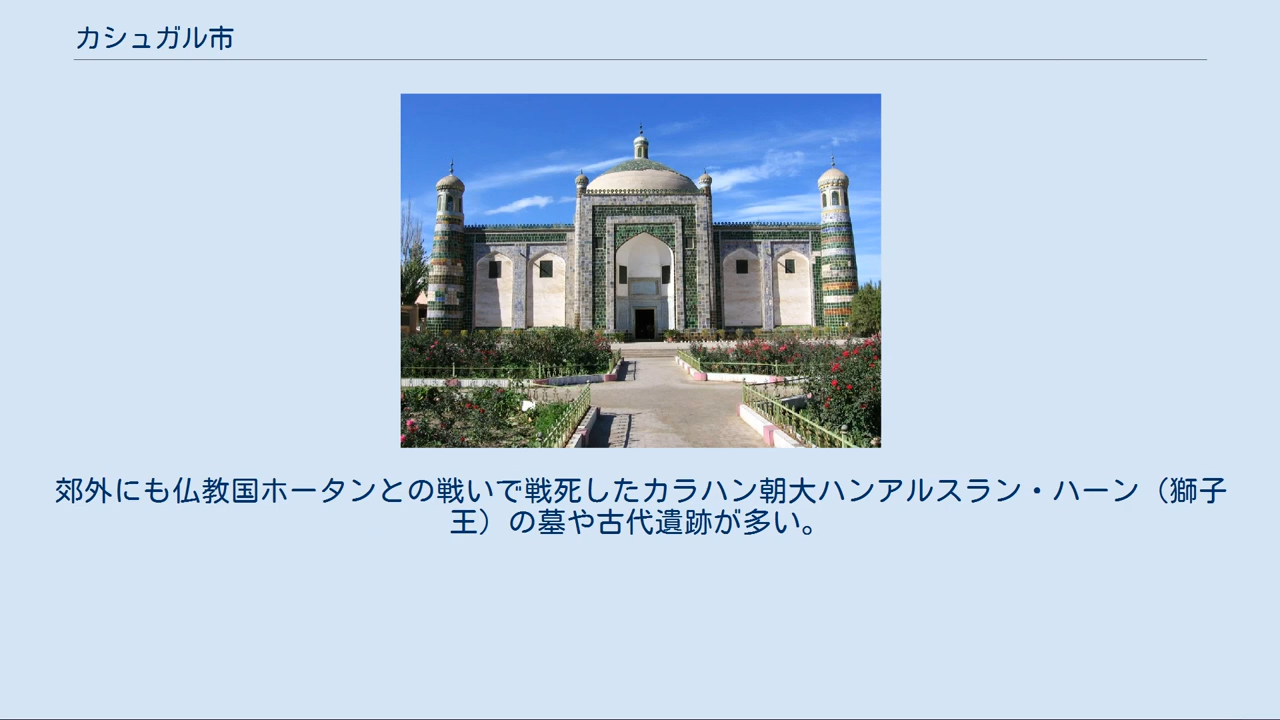 カシュガル市
郊外にも仏教国ホータンとの戦いで戦死したカラハン朝大ハンアルスラン・ハーン（獅子
王）の墓や古代遺跡が多い。